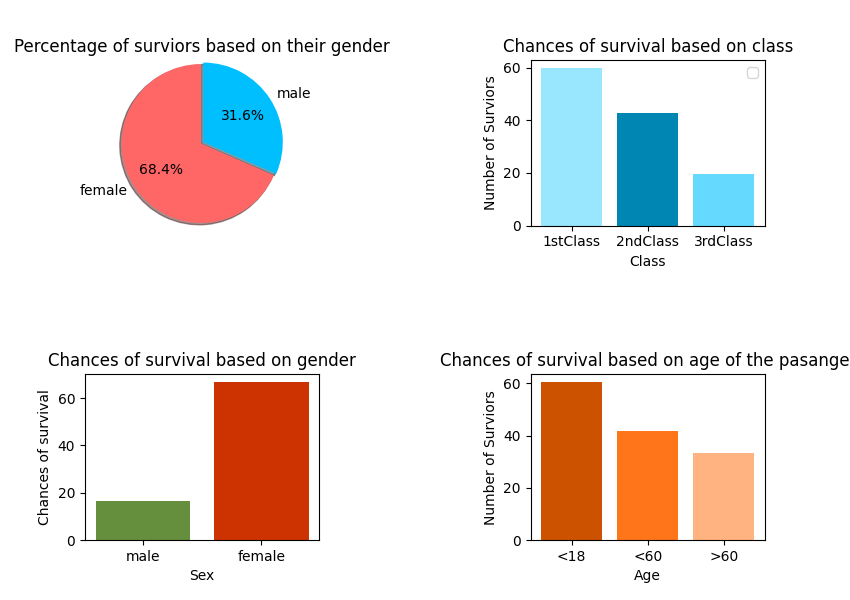 Percentage of surviors based on their gender
male
31.6%
68.4%
female
Chances of survival based on class
Number of Surviors
60
40
20
0
1stClass 2ndClass 3rdClass
Class
Chances of survival based on gender
Chances of survival
60
40
20
0
male female
Sex
Chances of survival based on age of the pasange
Number of Surviors
60
40
20
0
<18 <60 >60
Age